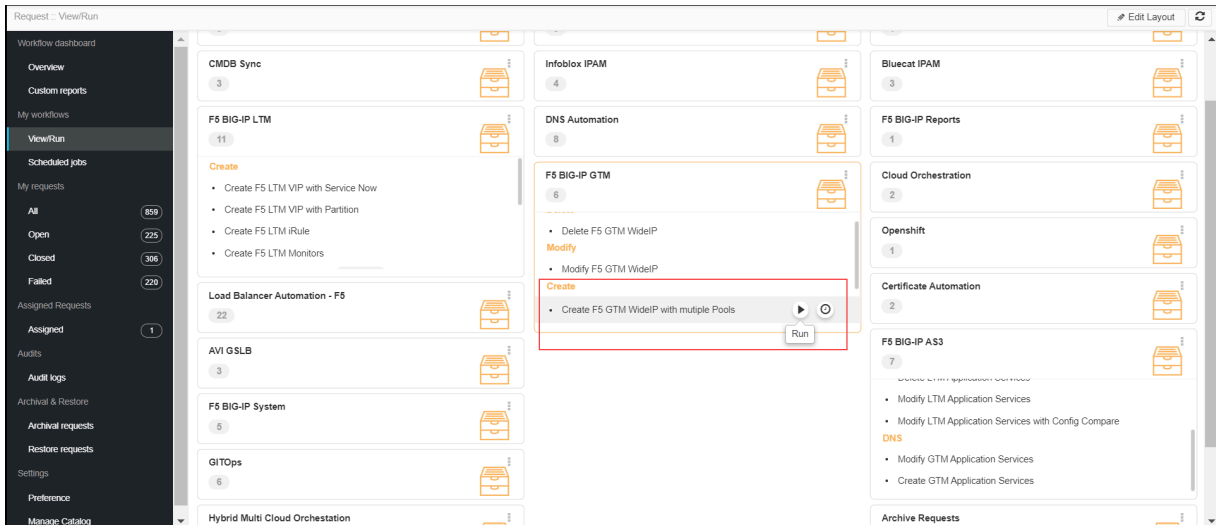 Request :: View/Run
Edit Layout
Workflow dashboard
Overview
Custom reports
My workflows
View/Run
Scheduled jobs
My requests
All 859
Open 225
Closed 306
Failed 220
Assigned Requests
Assigned 1
Audits
Audit logs
Archival & Restore
Archival requests
Restore requests
Settings
Preference
Manage Catalog
CMDB Sync
3
F5 BIG-IP LTM
11
Create
• Create F5 LTM VIP with Service Now
• Create F5 LTM VIP with Partition
• Create F5 LTM iRule
• Create F5 LTM Monitors
Load Balancer Automation - F5
22
AVI GSLB
3
F5 BIG-IP System
5
GITOps
6
Hybrid Multi Cloud Orchestation
Infoblox IPAM
4
DNS Automation
8
F5 BIG-IP GTM
6
• Delete F5 GTM WideIP
Modify
• Modify F5 GTM WideIP
Create
• Create F5 GTM WideIP with mutiple Pools
Run
Bluecat IPAM
3
F5 BIG-IP Reports
1
Cloud Orchestration
2
Openshift
1
Certificate Automation
2
F5 BIG-IP AS3
7
Delete LTM Application Services
• Modify LTM Application Services
• Modify LTM Application Services with Config Compare
DNS
• Modify GTM Application Services
• Create GTM Application Services
Archive Requests